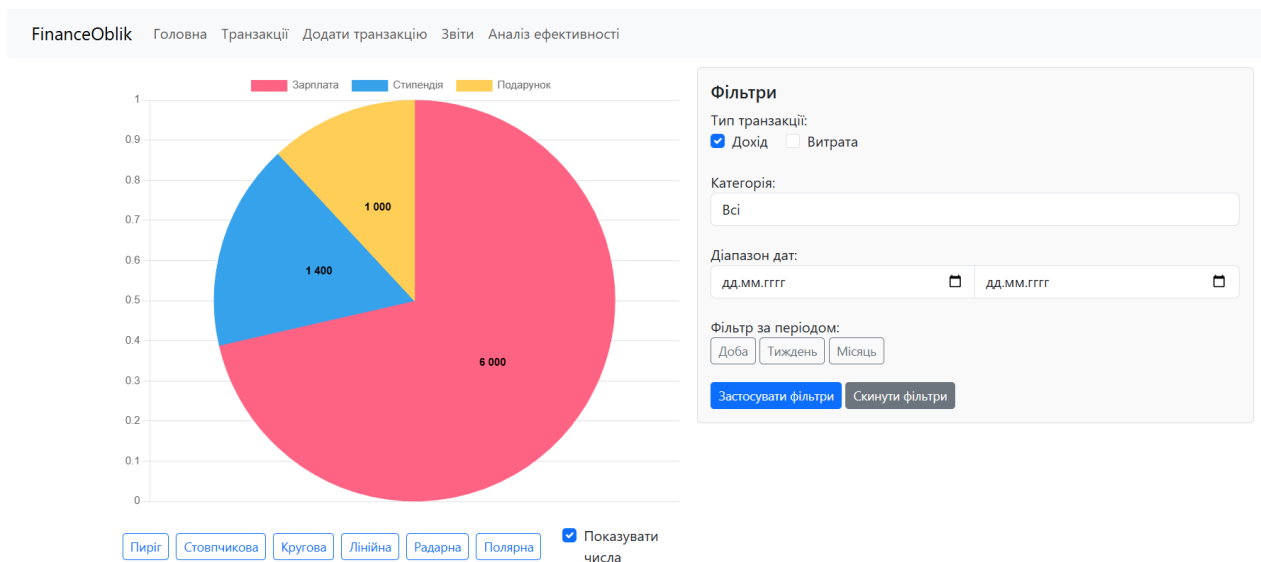 FinanceOblik Головна Транзакції Додати транзакцію Звіти Аналіз ефективності
Зарплата Стипендія Подарунок
1
0.9
0.8
0.7
0.6
0.5
0.4
0.3
0.2
0.1
0
1 000
1 400
6 000
Пиріг Стовпчикова Кругова Лінійна Радарна Полярна
Показувати
числа
Фільтри
Тип транзакції:
Дохід Витрата
Категорія:
Всі
Діапазон дат:
дд.мм.гггг дд.мм.гггг
Фільтр за періодом:
Доба Тиждень Місяць
Застосувати фільтри Скинути фільтри